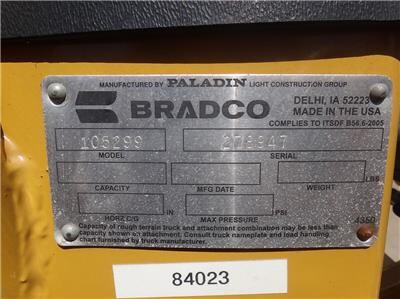 MANUFACTURED BY PALADIN LIGHT CONSTRUCTION GROUP
BRADCO
DELHI, IA 52223
MADE IN THE USA
COMPLIES TO ITSDF B56.6-2005
105299
MODEL
SERIAL
CAPACITY
MFG DATE
WEIGHT
LBS
HORZ C/G
IN
MAX PRESSURE
PSI
4350
Capacity of rough terrain truck and attachment combination may be less than
capacity shown on attachment. Consult truck nameplate and load handling
chart furnished by truck manufacturer.
84023